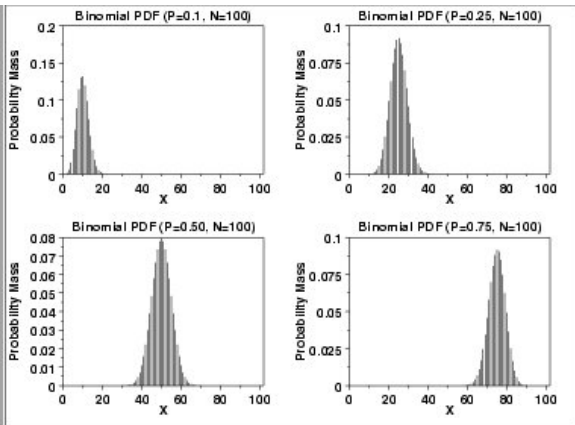 Binomial PDF (P=0.1, N=100)
0.2
0.15
0.1
0.05
0
Probability Mass
0 20 40 60 80 100
X
Binomial PDF (P=0.25, N=100)
0.1
0.075
0.05
0.025
0
Probability Mass
0 20 40 60 80 100
X
Binomial PDF (P=0.50, N=100)
0.08
0.07
0.06
0.05
0.04
0.03
0.02
0.01
0
Probability Mass
0 20 40 60 80 100
X
Binomial PDF (P=0.75, N=100)
0.1
0.075
0.05
0.025
0
Probability Mass
0 20 40 60 80 100
X